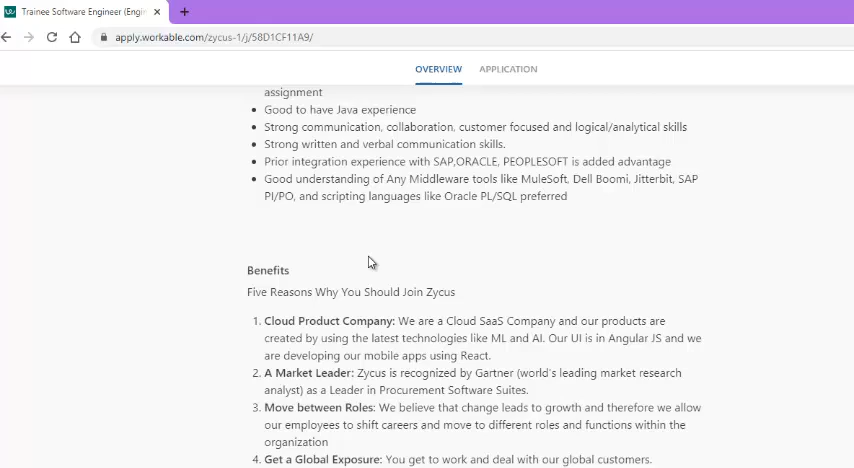 Trainee Software Engineer (Engi
apply.workable.com/zycus-1/j/58D1CF11A9/
OVERVIEW APPLICATION
assignment
• Good to have Java experience
• Strong communication, collaboration, customer focused and logical/analytical skills
• Strong written and verbal communication skills.
• Prior integration experience with SAP,ORACLE, PEOPLESOFT is added advantage
• Good understanding of Any Middleware tools like MuleSoft, Dell Boomi, Jitterbit, SAP
PI/PO, and scripting languages like Oracle PL/SQL preferred
Benefits
Five Reasons Why You Should Join Zycus
1. Cloud Product Company: We are a Cloud SaaS Company and our products are
created by using the latest technologies like ML and AI. Our UI is in Angular JS and we
are developing our mobile apps using React.
2. A Market Leader: Zycus is recognized by Gartner (world's leading market research
analyst) as a Leader in Procurement Software Suites.
3. Move between Roles: We believe that change leads to growth and therefore we allow
our employees to shift careers and move to different roles and functions within the
organization
4. Get a Global Exposure: You get to work and deal with our global customers.